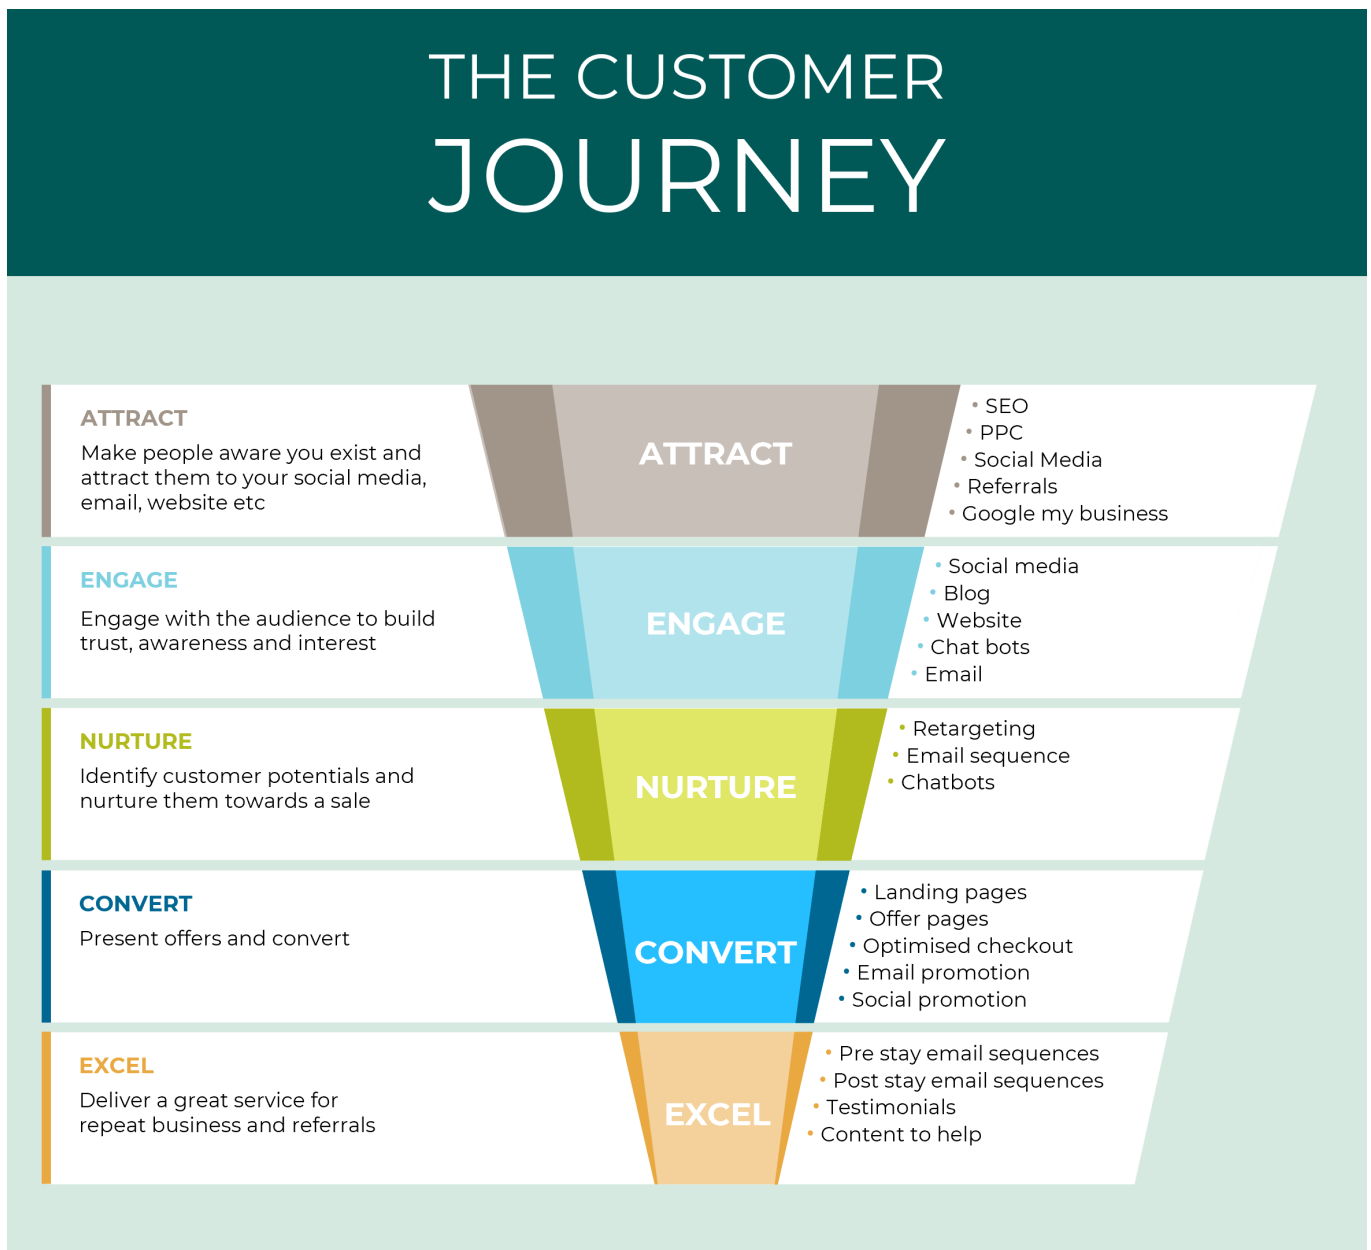 THE CUSTOMER
JOURNEY
ATTRACT
Make people aware you exist and
attract them to your social media,
email, website etc
ATTRACT
• SEO
• PPC
• Social Media
• Referrals
• Google my business
ENGAGE
Engage with the audience to build
trust, awareness and interest
ENGAGE
• Social media
• Blog
• Website
• Chat bots
• Email
NURTURE
Identify customer potentials and
nurture them towards a sale
NURTURE
• Retargeting
• Email sequence
• Chatbots
CONVERT
Present offers and convert
CONVERT
• Landing pages
• Offer pages
• Optimised checkout
• Email promotion
• Social promotion
EXCEL
Deliver a great service for
repeat business and referrals
EXCEL
• Pre stay email sequences
• Post stay email sequences
• Testimonials
• Content to help